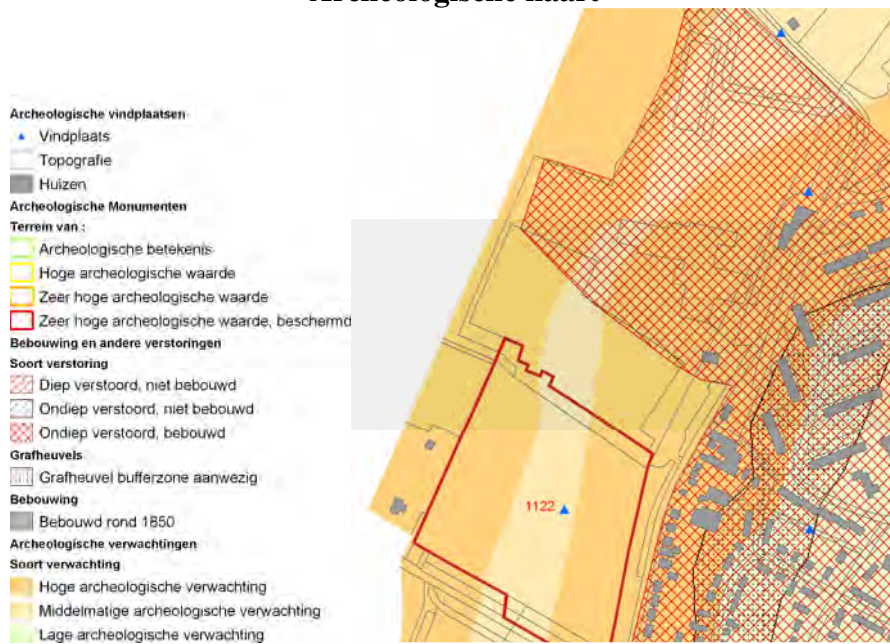 Archeologische kaart
Archeologische vindplaatsen
Vindplaats
Topografie
Huizen
Archeologische Monumenten
Terrein van :
Archeologische betekenis
Hoge archeologische waarde
Zeer hoge archeologische waarde
Zeer hoge archeologische waarde, beschermd
Bebouwing en andere verstoringen
Soort verstoring
Diep verstoord, niet bebouwd
Ondiep verstoord, niet bebouwd
Ondiep verstoord, bebouwd
Grafheuvels
Grafheuvel bufferzone aanwezig
Bebouwing
Bebouwd rond 1850
Archeologische verwachtingen
Soort verwachting
Hoge archeologische verwachting
Middelmatige archeologische verwachting
Lage archeologische verwachting
1122